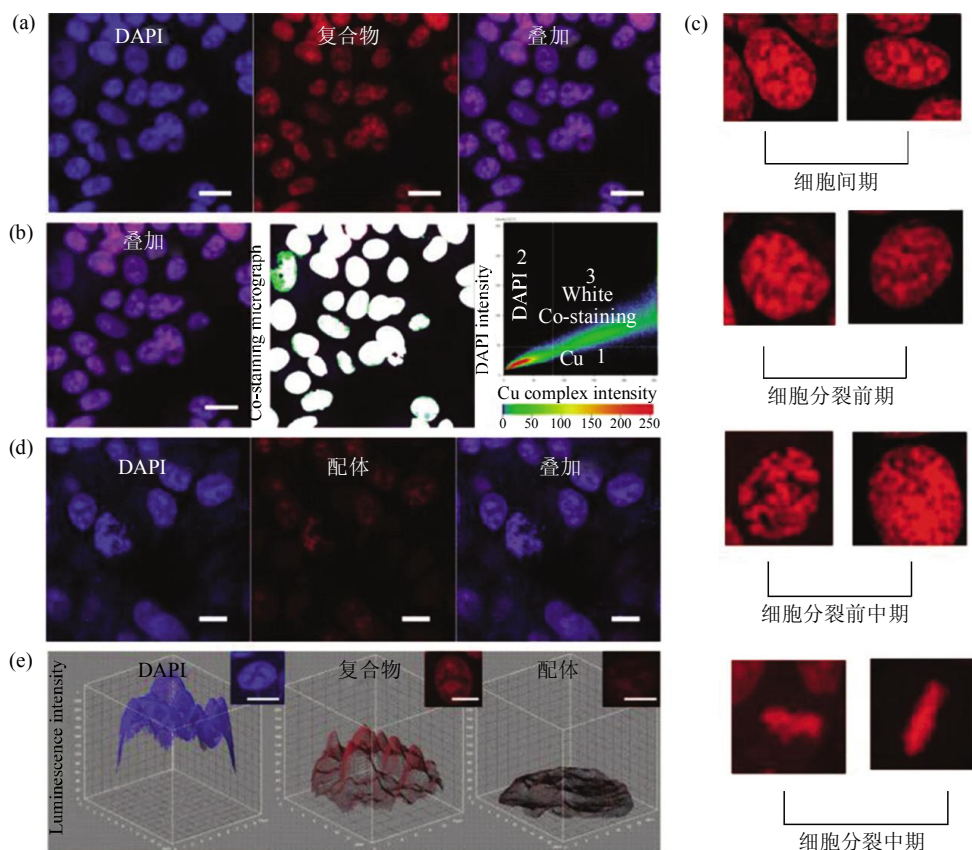 (a)
DAPI
复合物
叠加
(b)
叠加
Co-staining micrograph
DAPI intensity
DAPI 2
3
White
Co-staining
Cu 1
Cu complex intensity
0 50 100 150 200 250
(c)
细胞间期
细胞分裂前期
细胞分裂前中期
细胞分裂中期
(d)
DAPI
配体
叠加
(e)
Luminescence intensity
DAPI
复合物
配体